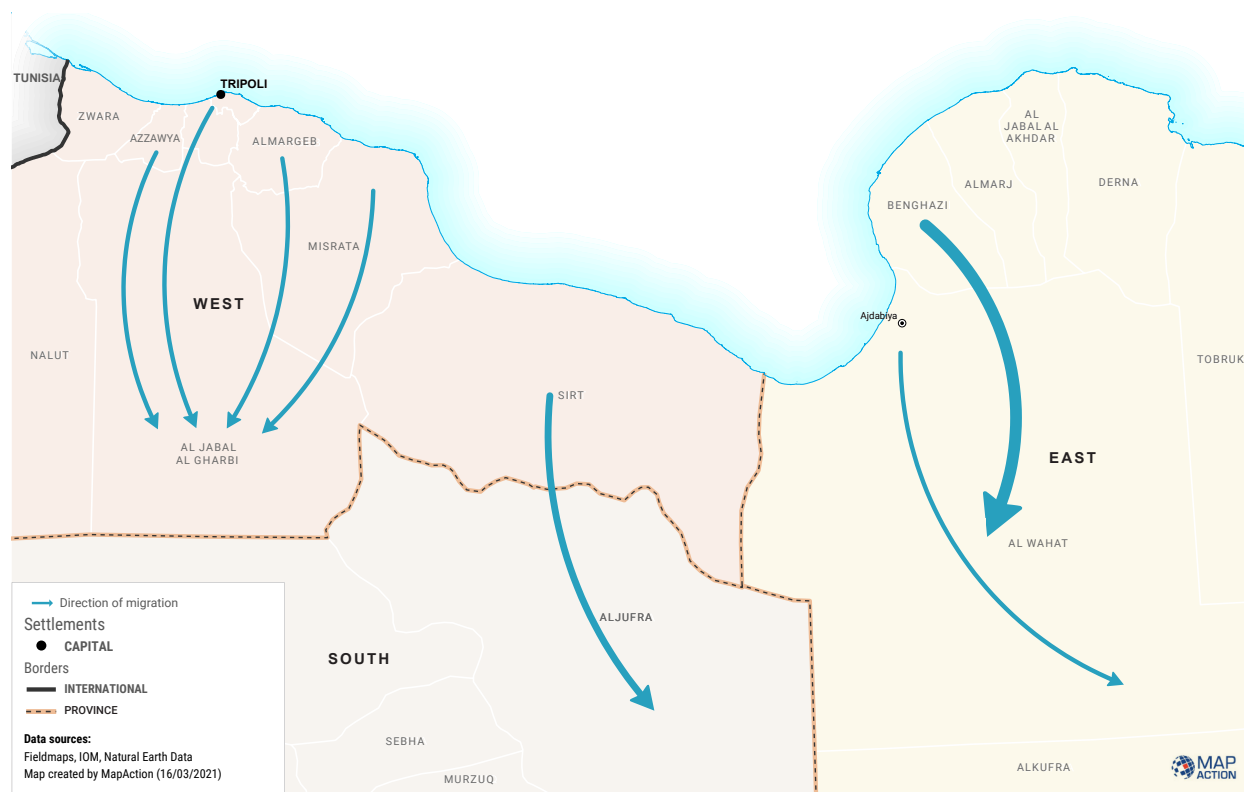 TUNISIA
TRIPOLI
ZWARA
AZZAWYA
ALMARGEB
MISRATA
WEST
NALUT
AL JABAL
AL GHARBI
SIRT
AL
JABAL AL
AKHDAR
ALMARJ
DERNA
BENGHAZI
Ajdabiya
TOBRUK
EAST
AL WAHAT
ALJUFRA
SOUTH
SEBHA
MURZUQ
ALKUFRA
Direction of migration
Settlements
CAPITAL
Borders
INTERNATIONAL
PROVINCE
Data sources:
Fieldmaps, IOM, Natural Earth Data
Map created by MapAction (16/03/2021)
MAP
ACTION